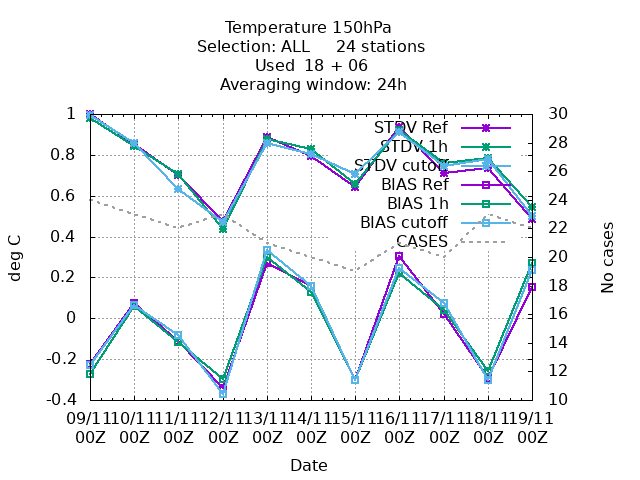 Temperature 150hPa
Selection: ALL     24 stations
Used  18 + 06
Averaging window: 24h
1
0.8
0.6
0.4
0.2
0
-0.2
-0.4
30
28
26
24
22
20
18
16
14
12
10
deg C
No cases
STDV Ref
STDV 1h
STDV cutoff
BIAS Ref
BIAS 1h
BIAS cutoff
CASES
09/11 10/11 11/11 12/11 13/11 14/11 15/11 16/11 17/11 18/11 19/11
00Z 00Z 00Z 00Z 00Z 00Z 00Z 00Z 00Z 00Z 00Z
Date